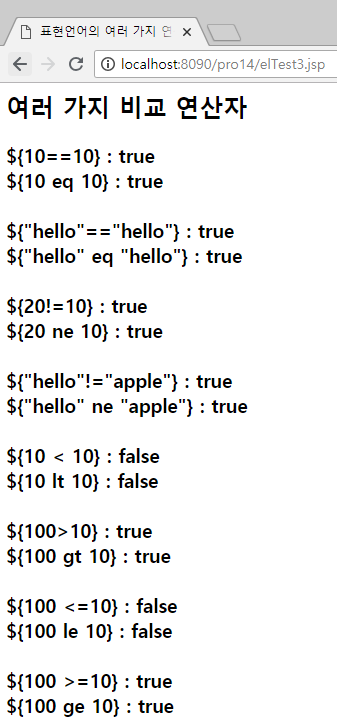 표현언어의 여러 가지 연
localhost:8090/pro14/elTest3.jsp
여러 가지 비교 연산자
${10==10} : true
${10 eq 10} : true
${"hello"=="hello"} : true
${"hello" eq "hello"} : true
${20!=10} : true
${20 ne 10} : true
${"hello"!="apple"} : true
${"hello" ne "apple"} : true
${10 < 10} : false
${10 lt 10} : false
${100>10} : true
${100 gt 10} : true
${100 <=10} : false
${100 le 10} : false
${100 >=10} : true
${100 ge 10} : true